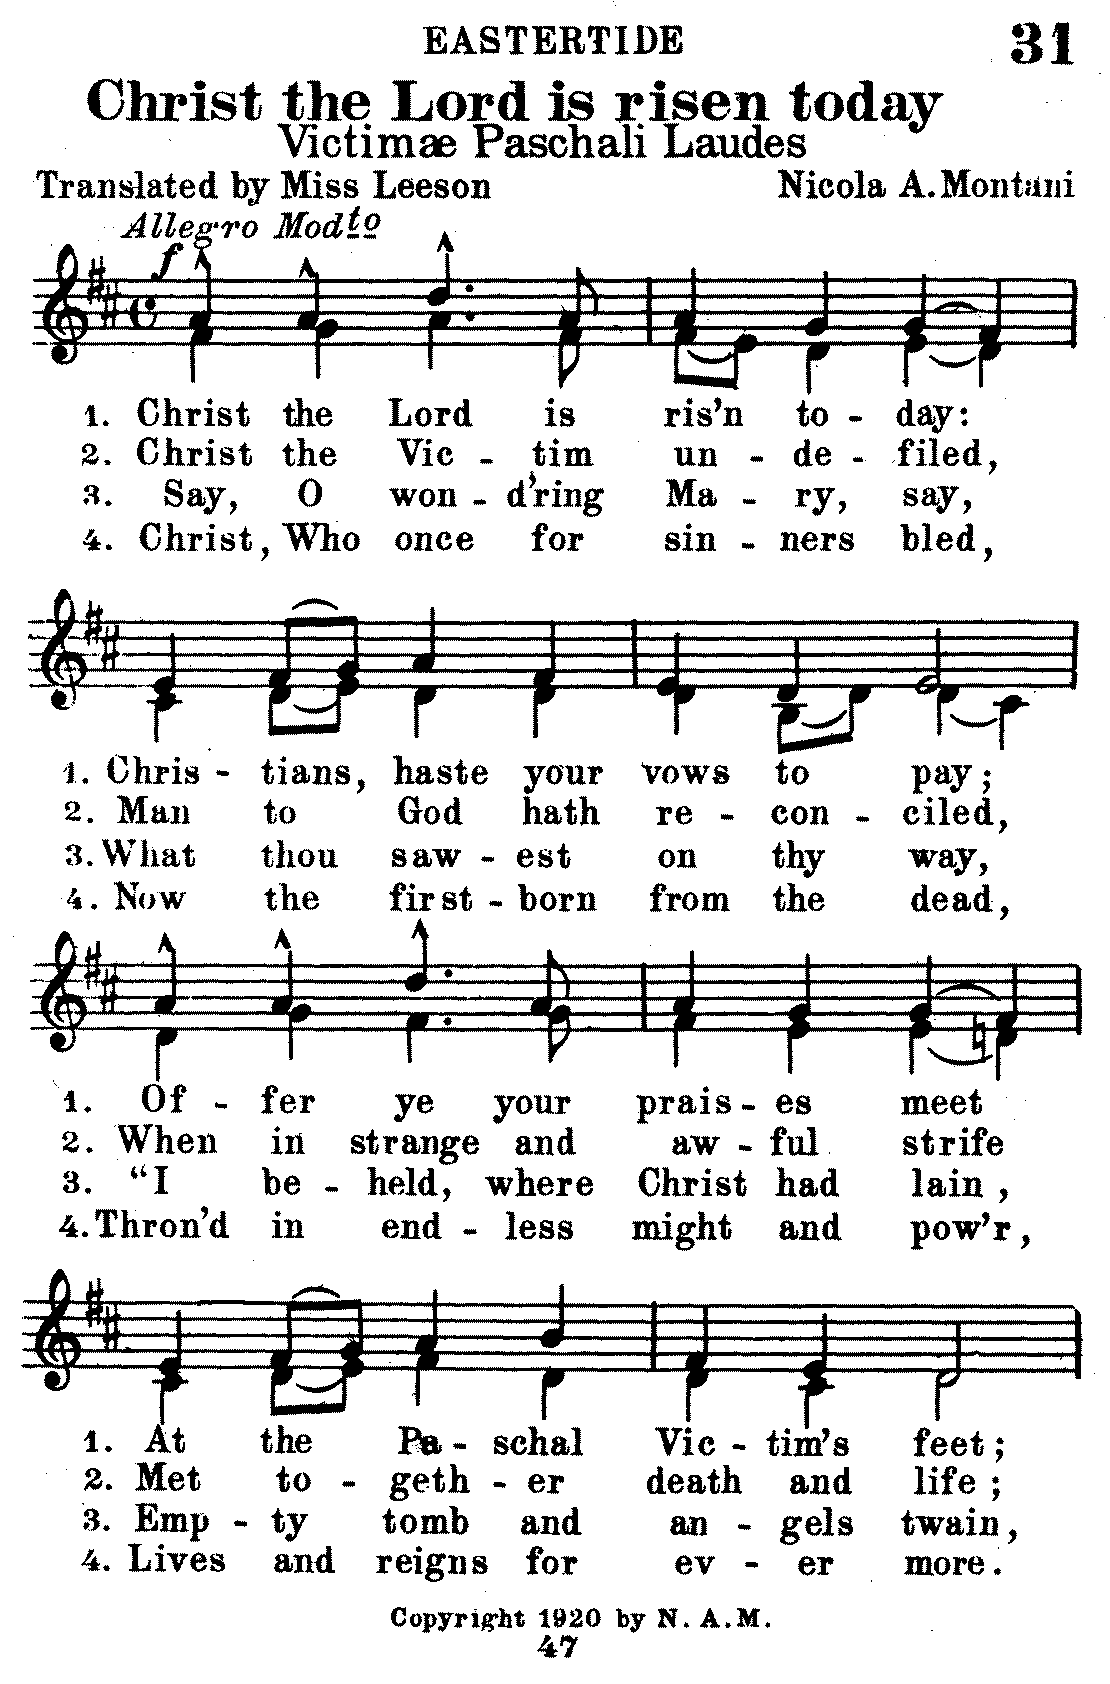 EASTERTIDE 31
Christ the Lord is risen today
Victimæ Paschali Laudes
Translated by Miss Leeson Nicola A. Montani
Allegro Modto
f
1. Christ the Lord is ris'n to - day:
2. Christ the Vic - tim un - de - filed,
3. Say, O won - d'ring Ma - ry, say,
4. Christ, Who once for sin - ners bled,
1. Chris - tians, haste your vows to pay;
2. Man to God hath re - con - ciled,
3. What thou saw - est on thy way,
4. Now the first - born from the dead,
1. Of - fer ye your prais - es meet
2. When in strange and aw - ful strife
3. "I be - held, where Christ had lain,
4. Thron'd in end - less might and pow'r,
1. At the Pa - schal Vic - tim's feet;
2. Met to - geth - er death and life;
3. Emp - ty tomb and an - gels twain,
4. Lives and reigns for ev - er more.
Copyright 1920 by N. A. M.
47